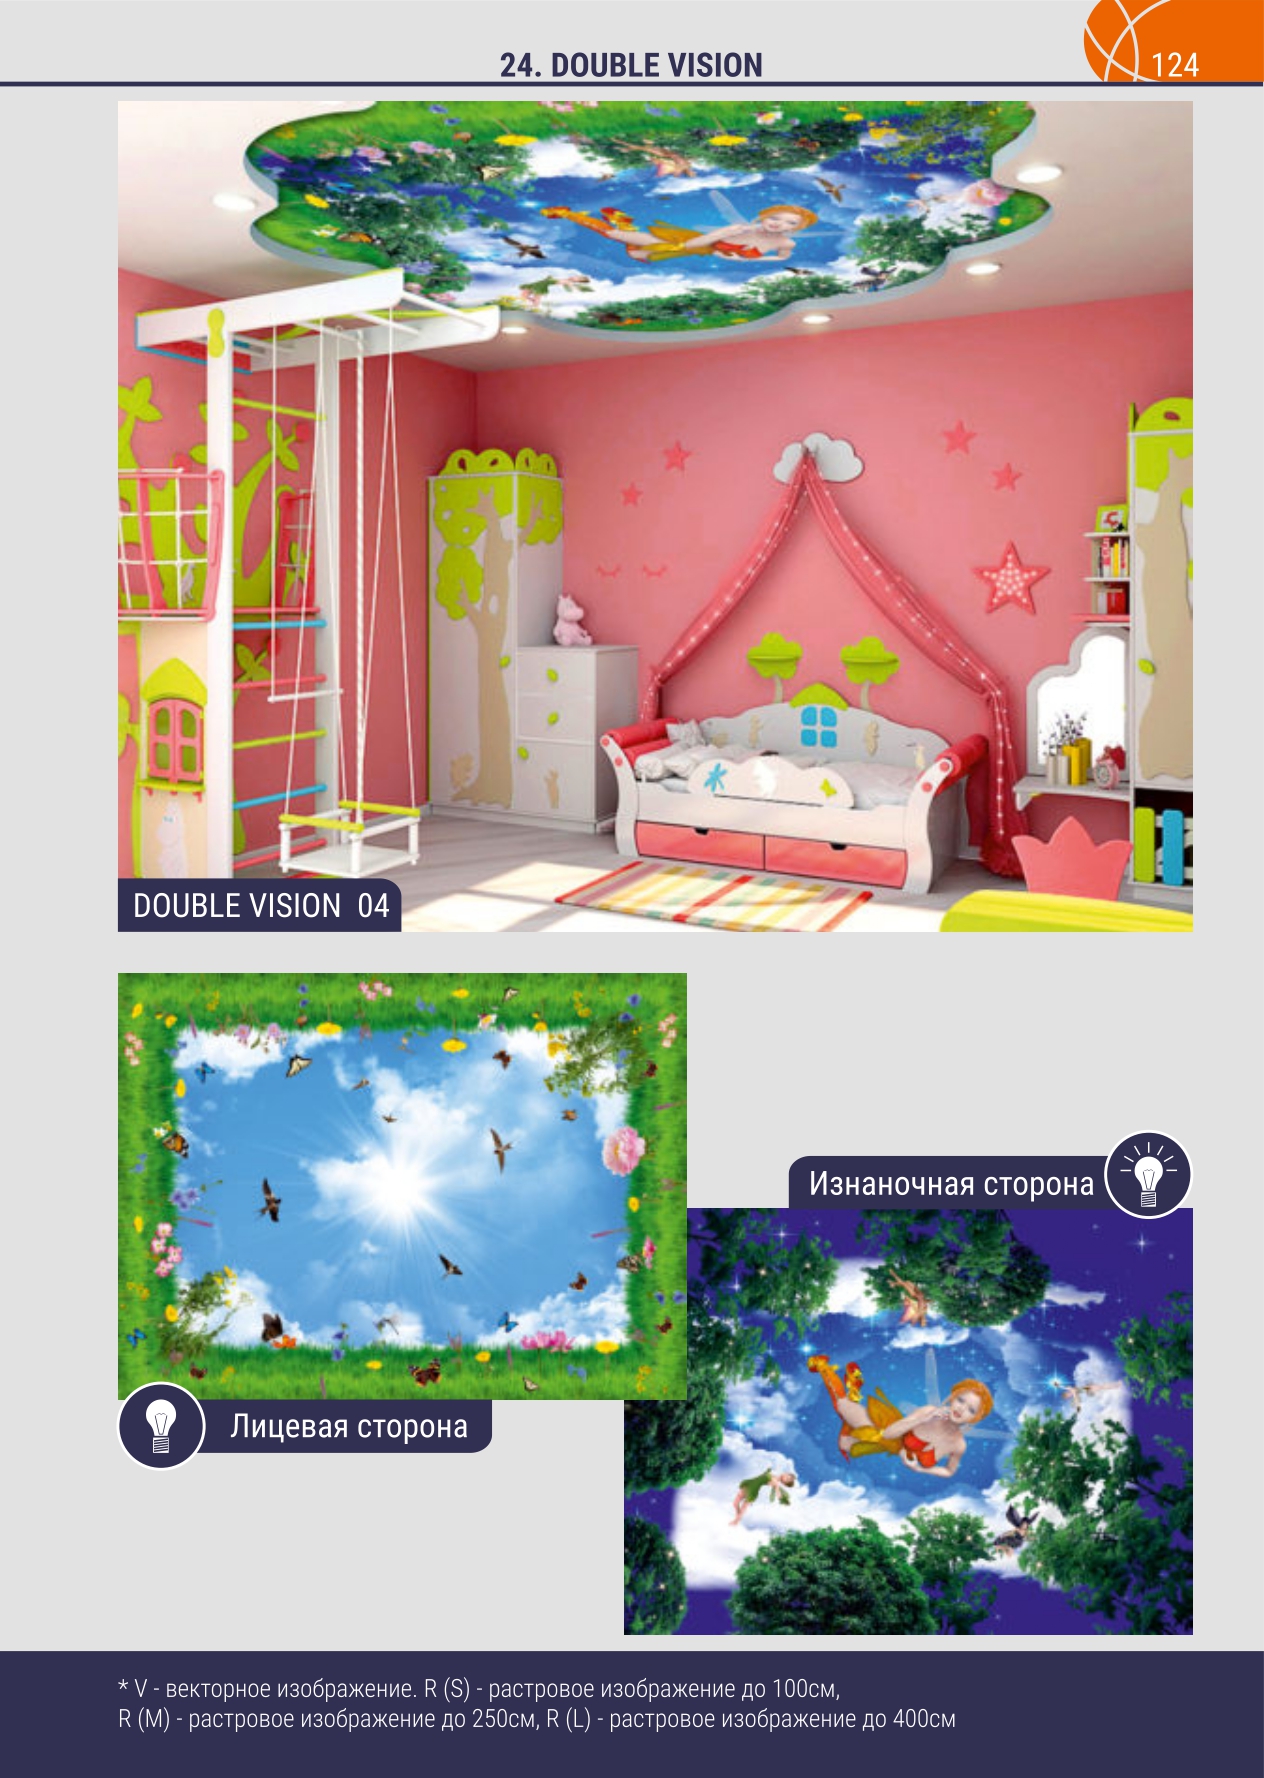 24. DOUBLE VISION
124
DOUBLE VISION 04
Изнаночная сторона
Лицевая сторона
* V - векторное изображение. R (S) - растровое изображение до 100см,
R (M) - растровое изображение до 250см, R (L) - растровое изображение до 400см